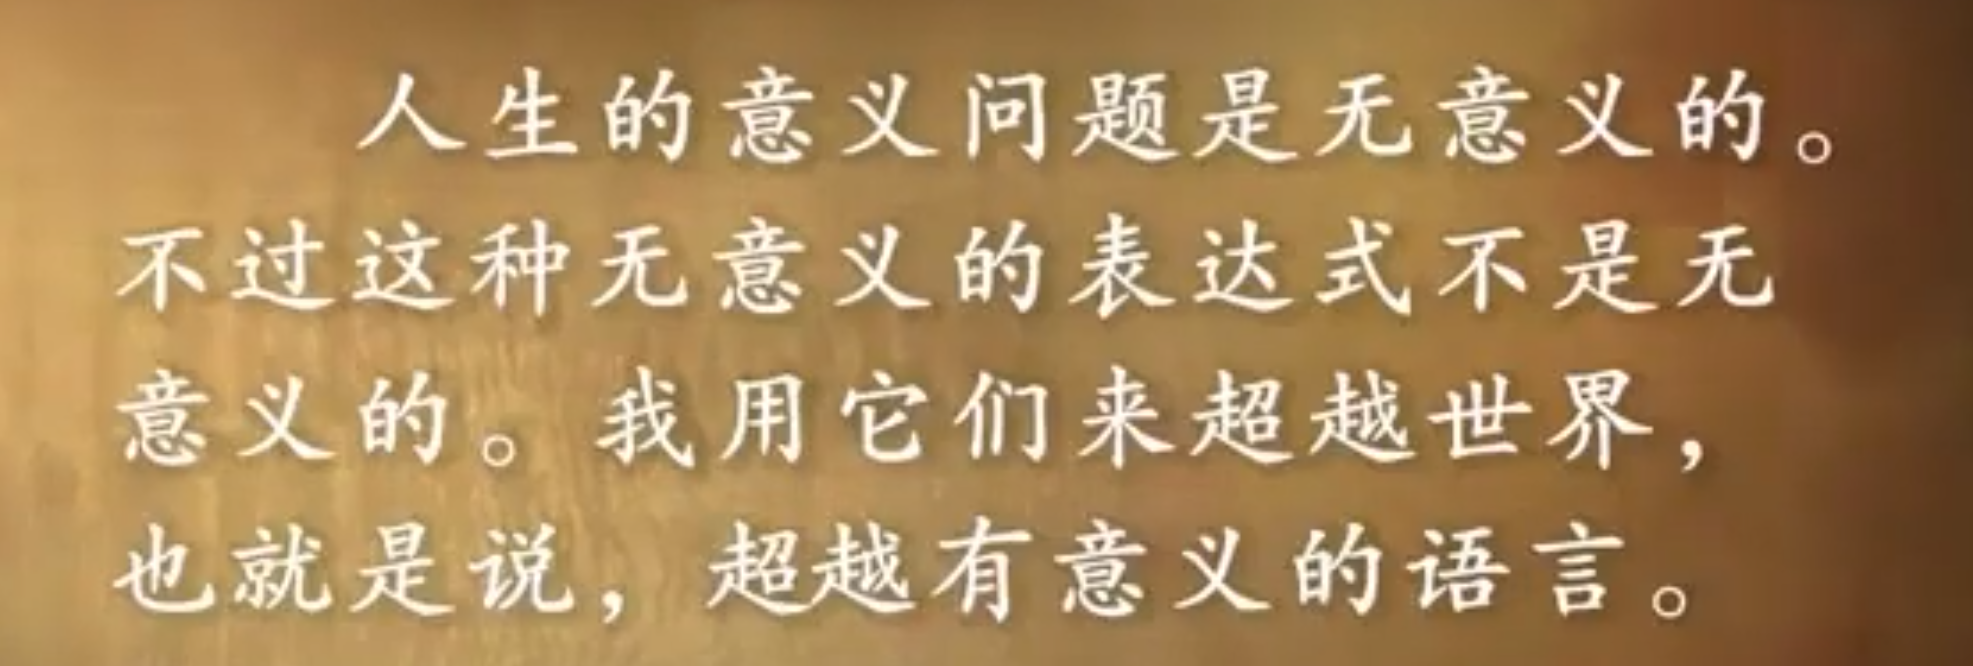 人生的意义问题是无意义的。
不过这种无意义的表达式不是无
意义的。我用它们来超越世界，
也就是说，超越有意义的语言。